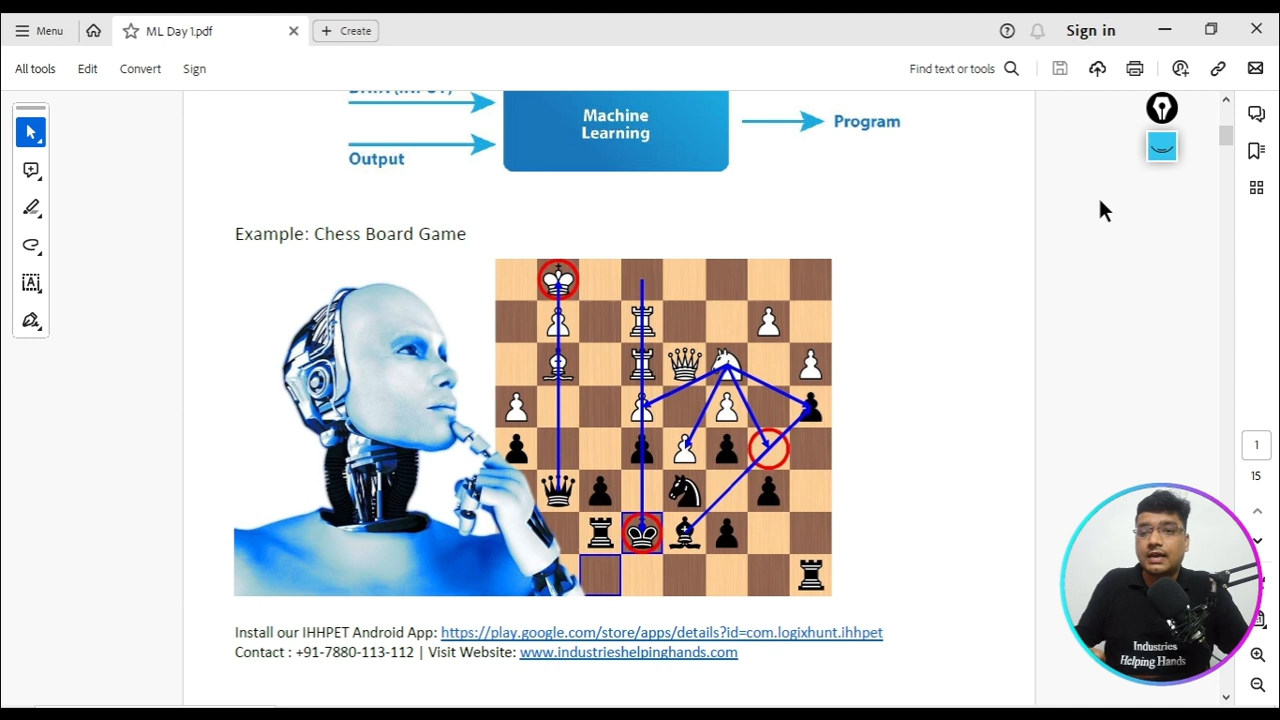 Menu
ML Day 1.pdf
Create
Sign in
All tools
Edit
Convert
Sign
Find text or tools
DATA (INPUT)
Machine
Learning
Program
Output
Example: Chess Board Game
Install our IHHPET Android App: https://play.google.com/store/apps/details?id=com.logixhunt.ihhpet
Contact : +91-7880-113-112 | Visit Website: www.industrieshelpinghands.com
1
15
Industries
Helping Hands